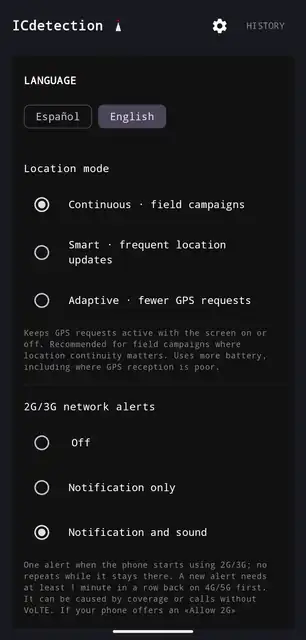 ICdetection
HISTORY
LANGUAGE
Español
English
Location mode
Continuous · field campaigns
Smart · frequent location
updates
Adaptive · fewer GPS requests
Keeps GPS requests active with the screen on or
off. Recommended for field campaigns where
location continuity matters. Uses more battery,
including where GPS reception is poor.
2G/3G network alerts
Off
Notification only
Notification and sound
One alert when the phone starts using 2G/3G; no
repeats while it stays there. A new alert needs
at least 1 minute in a row back on 4G/5G first.
It can be caused by coverage or calls without
VoLTE. If your phone offers an «Allow 2G»